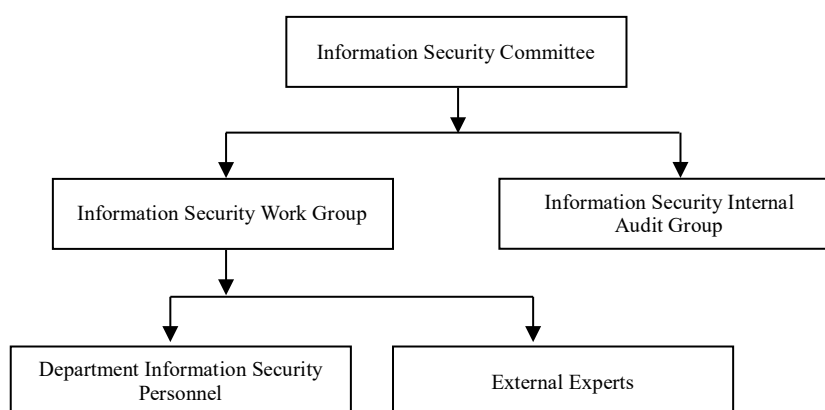 Information Security Committee
Information Security Work Group
Information Security Internal
Audit Group
Department Information Security
Personnel
External Experts